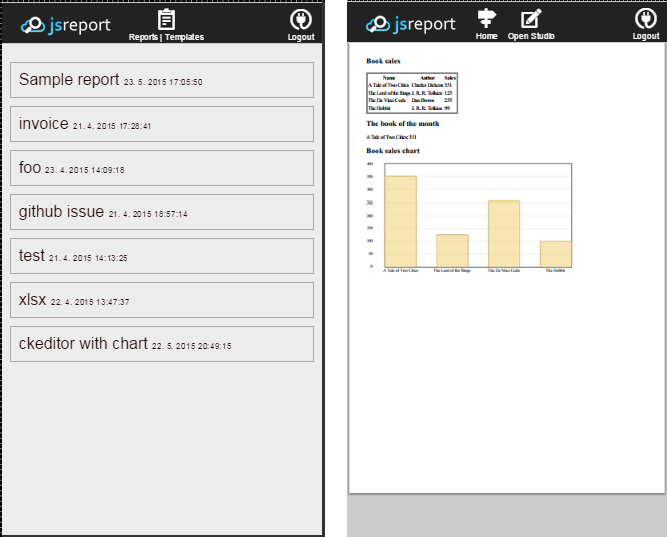 jsreport
Reports | Templates
Logout
Sample report 23. 5. 2015 17:05:50
invoice 21. 4. 2015 17:28:41
foo 23. 4. 2015 14:09:18
github issue 21. 4. 2015 18:57:14
test 21. 4. 2015 14:13:25
xlsx 22. 4. 2015 13:47:37
ckeditor with chart 22. 5. 2015 20:49:15
jsreport
Home
Open Studio
Logout
Book sales
Name Author Sales
A Tale of Two Cities Charles Dickens 351
The Lord of the Rings J. R. R. Tolkien 125
The Da Vinci Code Dan Brown 255
The Hobbit J. R. R. Tolkien 99
The book of the month
A Tale of Two Cities: 351
Book sales chart
400
350
300
250
200
150
100
50
0
A Tale of Two Cities The Lord of the Rings The Da Vinci Code The Hobbit